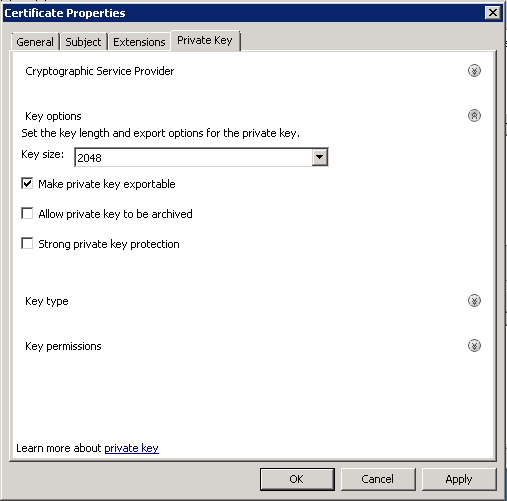 Certificate Properties
General Subject Extensions Private Key
Cryptographic Service Provider
Key options
Set the key length and export options for the private key.
Key size: 2048
Make private key exportable
Allow private key to be archived
Strong private key protection
Key type
Key permissions
Learn more about private key
OK Cancel Apply